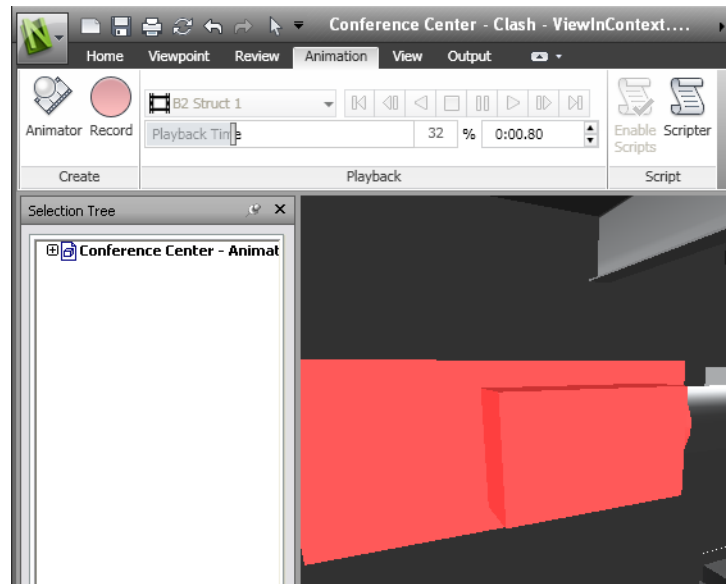 Conference Center - Clash - ViewInContext....
Home Viewpoint Review Animation View Output
B2 Struct 1
Animator Record
Playback Time 32 % 0:00.80
Enable Scripts Scripter
Create Playback Script
Selection Tree
Conference Center - Animat